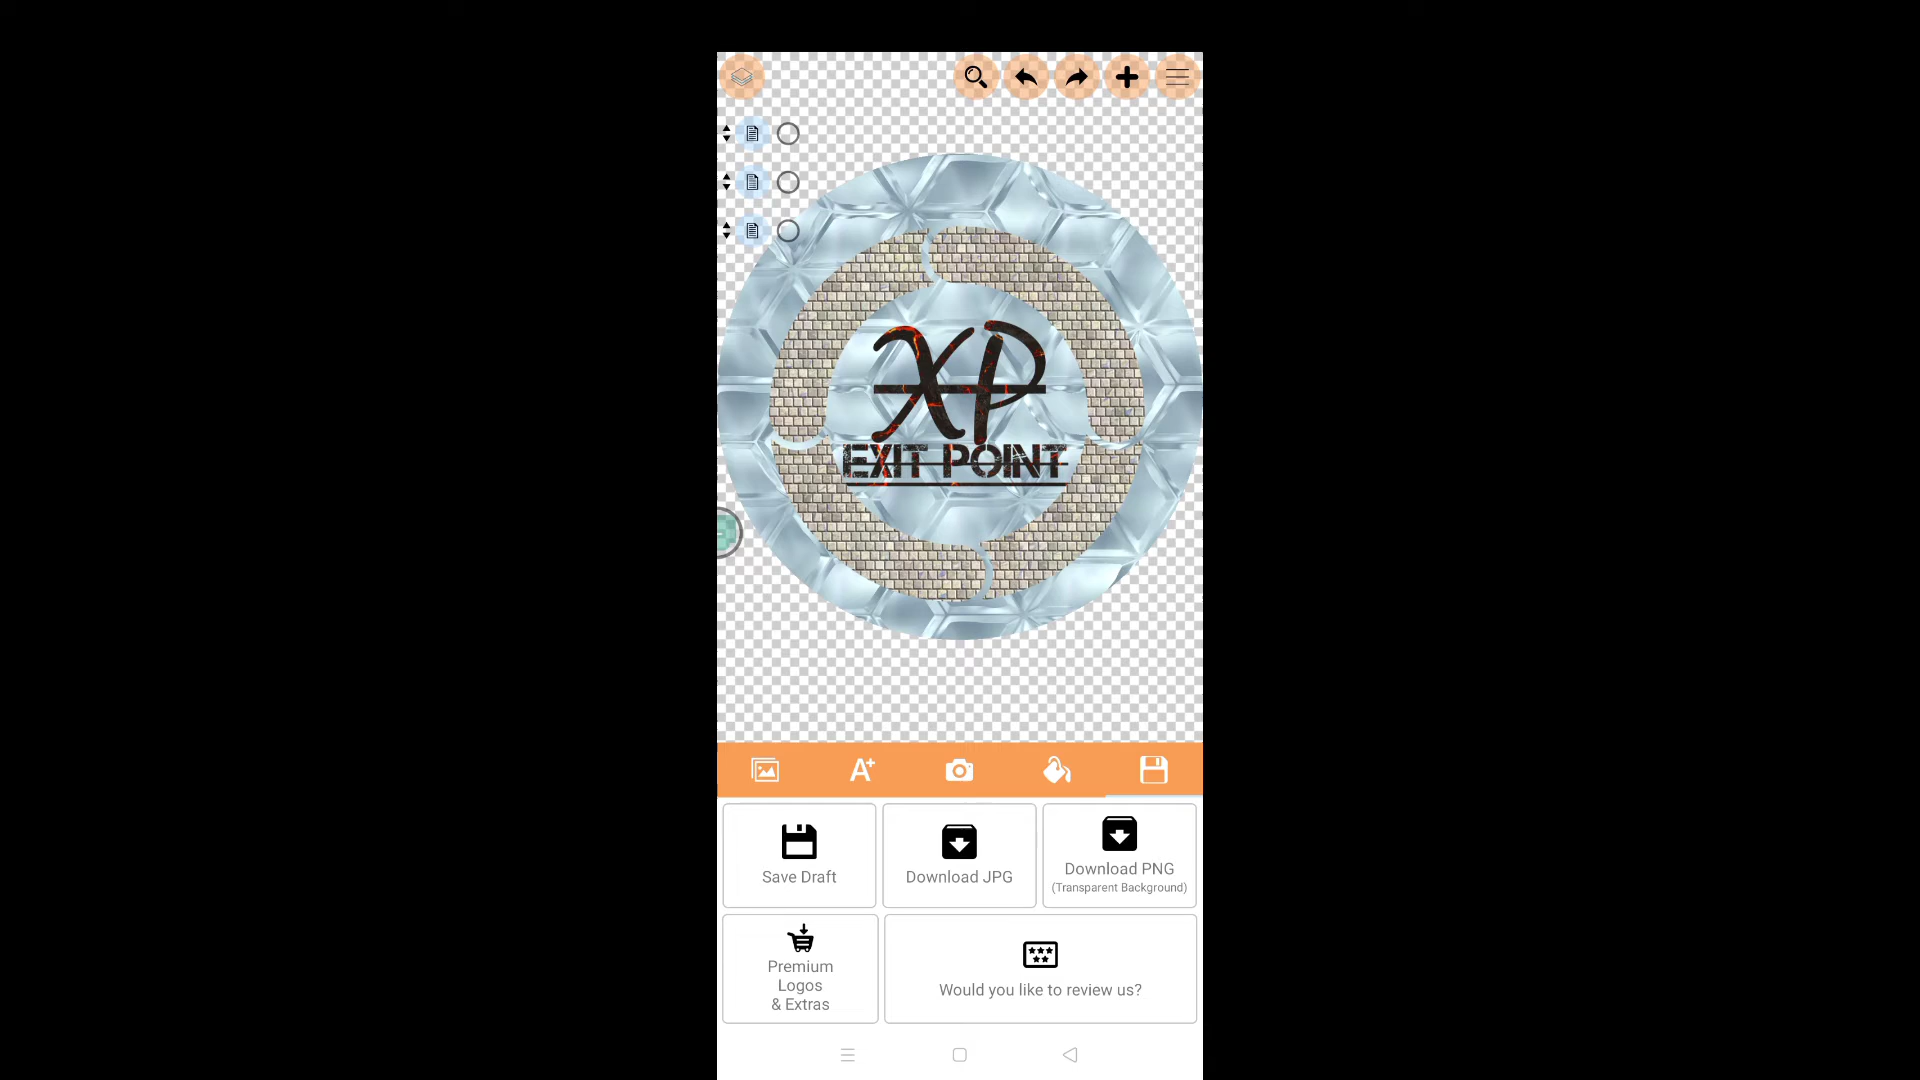 XP
EXIT POINT
Save Draft
Download JPG
Download PNG
(Transparent Background)
Premium
Logos
& Extras
Would you like to review us?